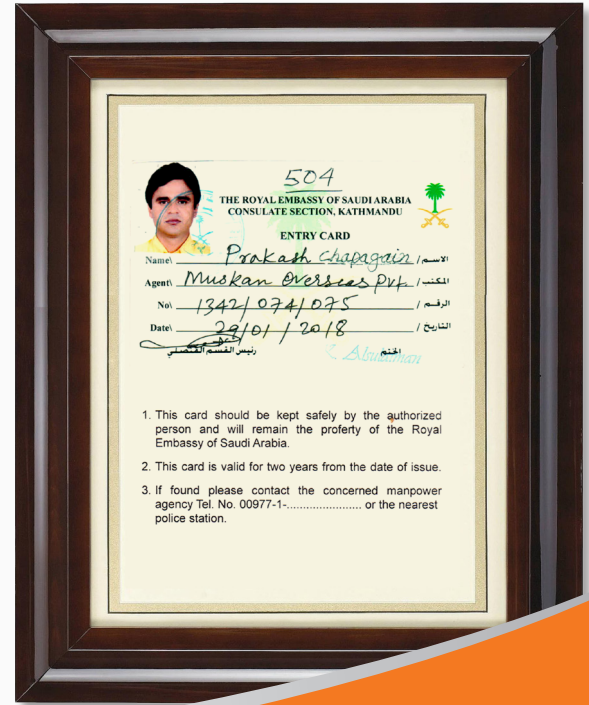 504
THE ROYAL EMBASSY OF SAUDI ARABIA
CONSULATE SECTION, KATHMANDU
ENTRY CARD
Name\ Prakash Chapagain / الاسم
Agent\ Muskan Overseas Pvt / المكتب
No\ 1342/074/075 / الرقم
Date\ 29/01/2018 / التاريخ
رئيس القسم القنصلي الختم
1. This card should be kept safely by the authorized
person and will remain the proferty of the Royal
Embassy of Saudi Arabia.
2. This card is valid for two years from the date of issue.
3. If found please contact the concerned manpower
agency Tel. No. 00977-1-....................... or the nearest
police station.